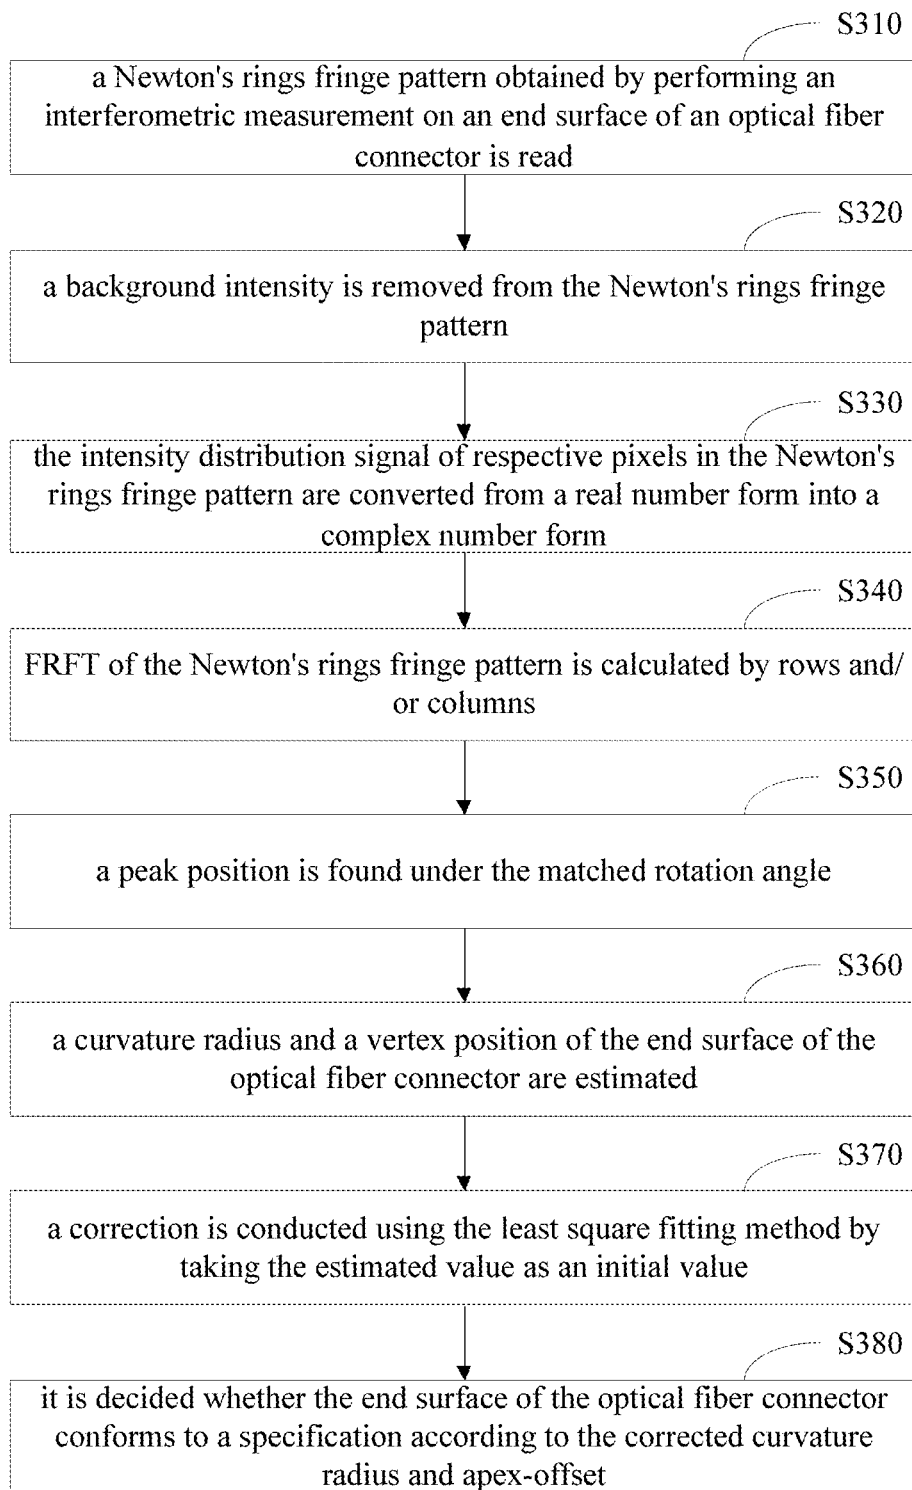 S310
a Newton's rings fringe pattern obtained by performing an
interferometric measurement on an end surface of an optical fiber
connector is read
S320
a background intensity is removed from the Newton's rings fringe
pattern
S330
the intensity distribution signal of respective pixels in the Newton's
rings fringe pattern are converted from a real number form into a
complex number form
S340
FRFT of the Newton's rings fringe pattern is calculated by rows and/
or columns
S350
a peak position is found under the matched rotation angle
S360
a curvature radius and a vertex position of the end surface of the
optical fiber connector are estimated
S370
a correction is conducted using the least square fitting method by
taking the estimated value as an initial value
S380
it is decided whether the end surface of the optical fiber connector
conforms to a specification according to the corrected curvature
radius and apex-offset